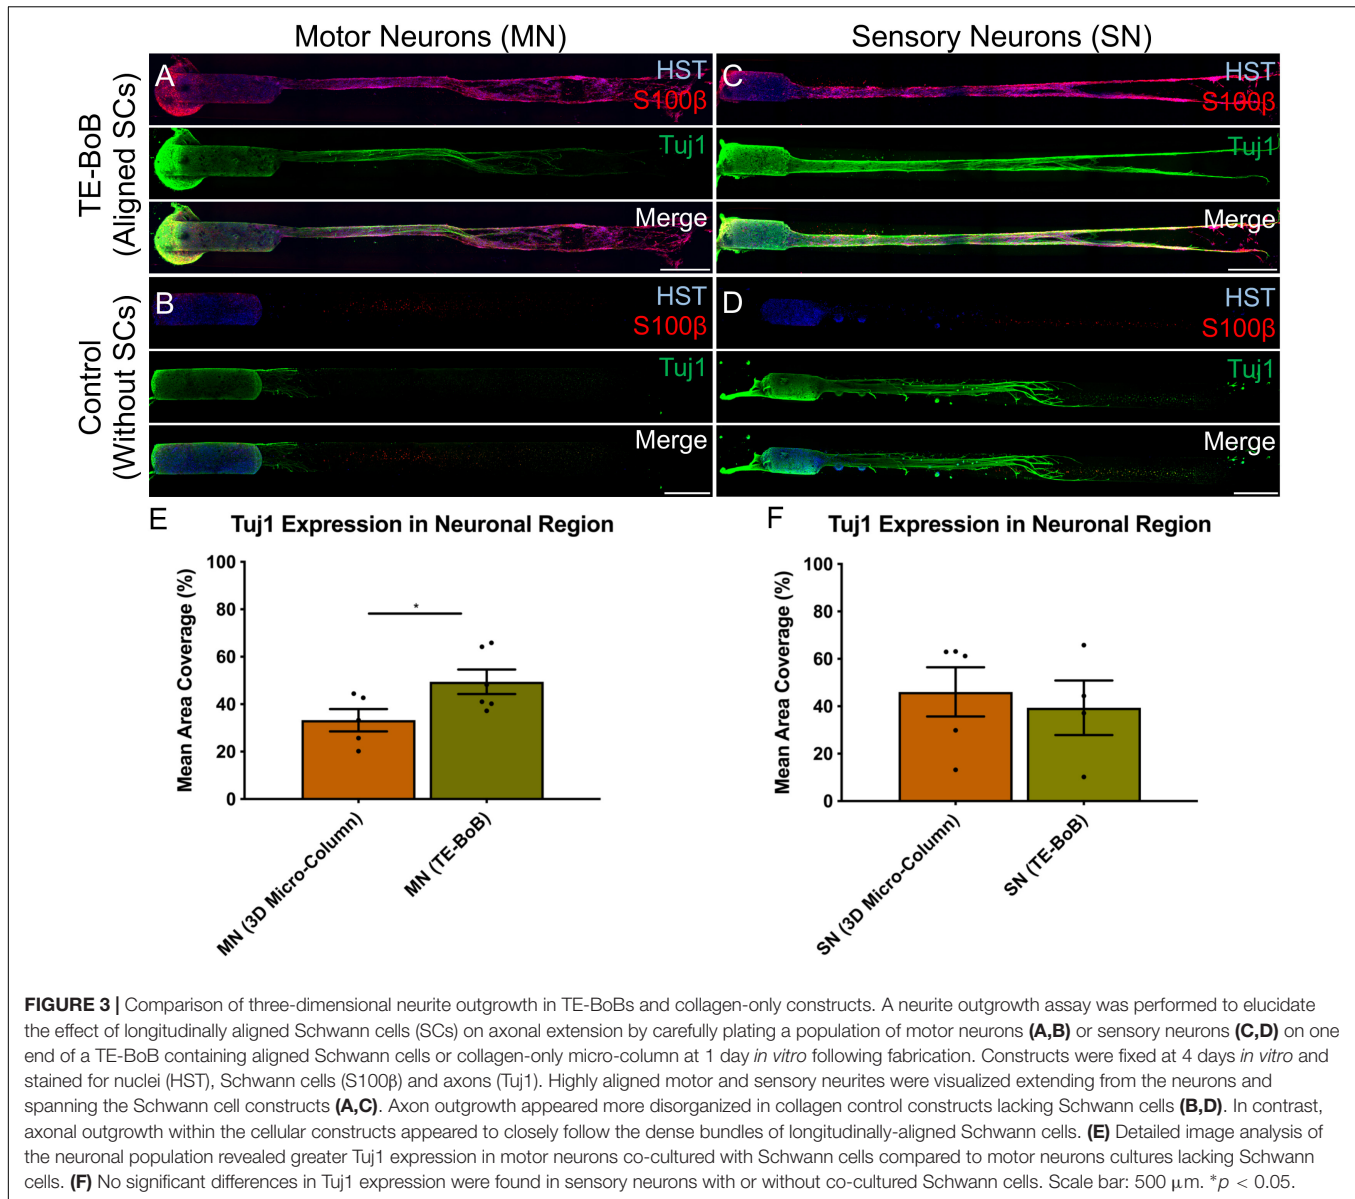 Motor Neurons (MN)
Sensory Neurons (SN)
TE-BoB
(Aligned SCs)
A
HST
S100β
Tuj1
Merge
C
HST
S100β
Tuj1
Merge
Control
(Without SCs)
B
HST
S100β
Tuj1
Merge
D
HST
S100β
Tuj1
Merge
E
Tuj1 Expression in Neuronal Region
Mean Area Coverage (%)
100
80
60
40
20
0
*
MN (3D Micro-Column)
MN (TE-BoB)
F
Tuj1 Expression in Neuronal Region
Mean Area Coverage (%)
100
80
60
40
20
0
SN (3D Micro-Column)
SN (TE-BoB)
FIGURE 3 | Comparison of three-dimensional neurite outgrowth in TE-BoBs and collagen-only constructs. A neurite outgrowth assay was performed to elucidate
the effect of longitudinally aligned Schwann cells (SCs) on axonal extension by carefully plating a population of motor neurons (A,B) or sensory neurons (C,D) on one
end of a TE-BoB containing aligned Schwann cells or collagen-only micro-column at 1 day in vitro following fabrication. Constructs were fixed at 4 days in vitro and
stained for nuclei (HST), Schwann cells (S100β) and axons (Tuj1). Highly aligned motor and sensory neurites were visualized extending from the neurons and
spanning the Schwann cell constructs (A,C). Axon outgrowth appeared more disorganized in collagen control constructs lacking Schwann cells (B,D). In contrast,
axonal outgrowth within the cellular constructs appeared to closely follow the dense bundles of longitudinally-aligned Schwann cells. (E) Detailed image analysis of
the neuronal population revealed greater Tuj1 expression in motor neurons co-cultured with Schwann cells compared to motor neurons cultures lacking Schwann
cells. (F) No significant differences in Tuj1 expression were found in sensory neurons with or without co-cultured Schwann cells. Scale bar: 500 μm. *p < 0.05.